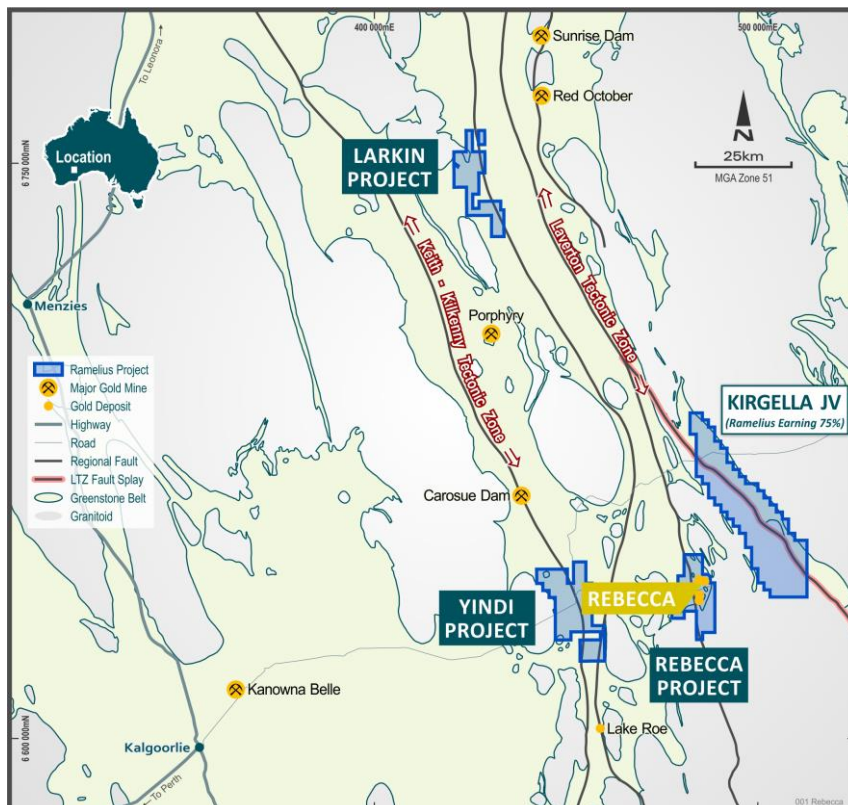 400 000mE
500 000mE
To Leonora →
Sunrise Dam
Red October
N
25km
MGA Zone 51
6 750 000mN
Location
LARKIN
PROJECT
Keith - Kilkenny Tectonic Zone
Laverton Tectonic Zone
Menzies
Porphyry
Ramelius Project
Major Gold Mine
Gold Deposit
Highway
Road
Regional Fault
LTZ Fault Splay
Greenstone Belt
Granitoid
KIRGELLA JV
(Ramelius Earning 75%)
Carosue Dam
YINDI
PROJECT
REBECCA
REBECCA
PROJECT
Kanowna Belle
Lake Roe
6 600 000mN
Kalgoorlie
← To Perth
001 Rebecca